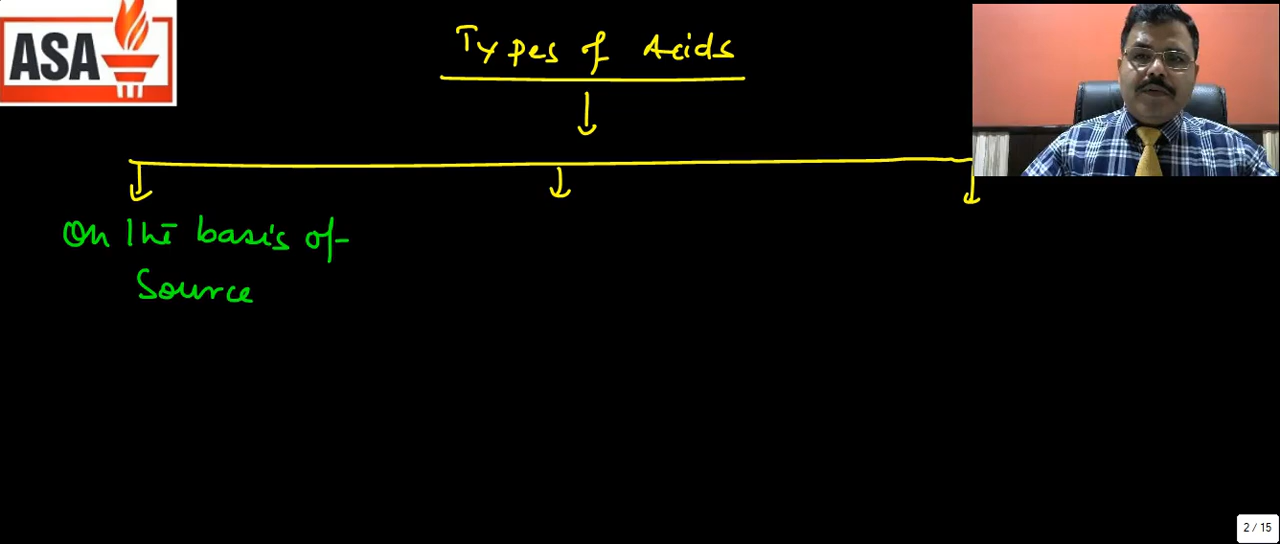 ASA
Types of Acids
On the basis of
Source
2 / 15